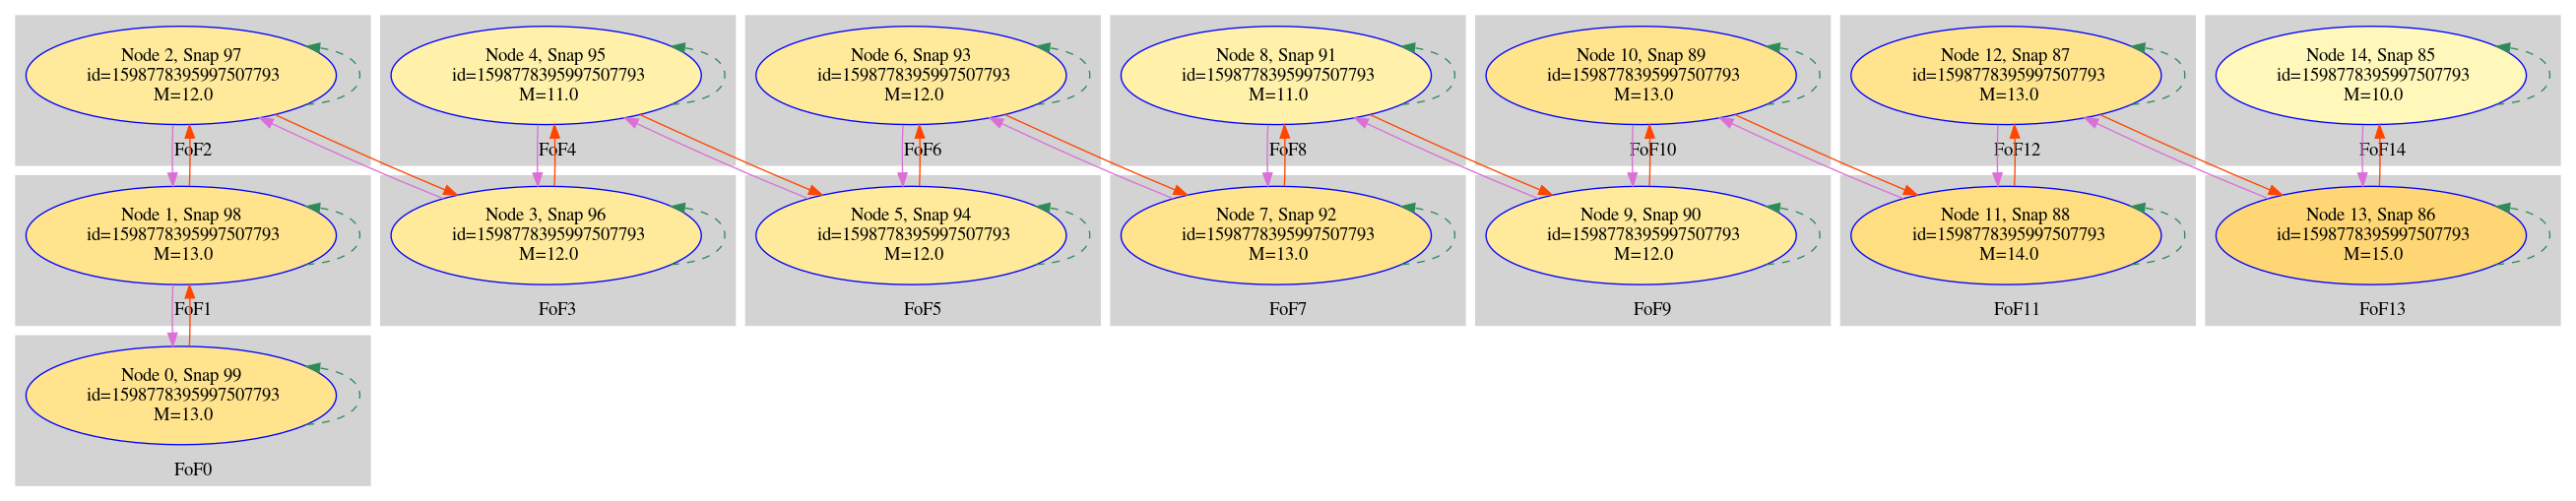 Node 2, Snap 97
id=1598778395997507793
M=12.0
FoF2
Node 4, Snap 95
id=1598778395997507793
M=11.0
FoF4
Node 6, Snap 93
id=1598778395997507793
M=12.0
FoF6
Node 8, Snap 91
id=1598778395997507793
M=11.0
FoF8
Node 10, Snap 89
id=1598778395997507793
M=13.0
FoF10
Node 12, Snap 87
id=1598778395997507793
M=13.0
FoF12
Node 14, Snap 85
id=1598778395997507793
M=10.0
FoF14
Node 1, Snap 98
id=1598778395997507793
M=13.0
FoF1
Node 3, Snap 96
id=1598778395997507793
M=12.0
FoF3
Node 5, Snap 94
id=1598778395997507793
M=12.0
FoF5
Node 7, Snap 92
id=1598778395997507793
M=13.0
FoF7
Node 9, Snap 90
id=1598778395997507793
M=12.0
FoF9
Node 11, Snap 88
id=1598778395997507793
M=14.0
FoF11
Node 13, Snap 86
id=1598778395997507793
M=15.0
FoF13
Node 0, Snap 99
id=1598778395997507793
M=13.0
FoF0